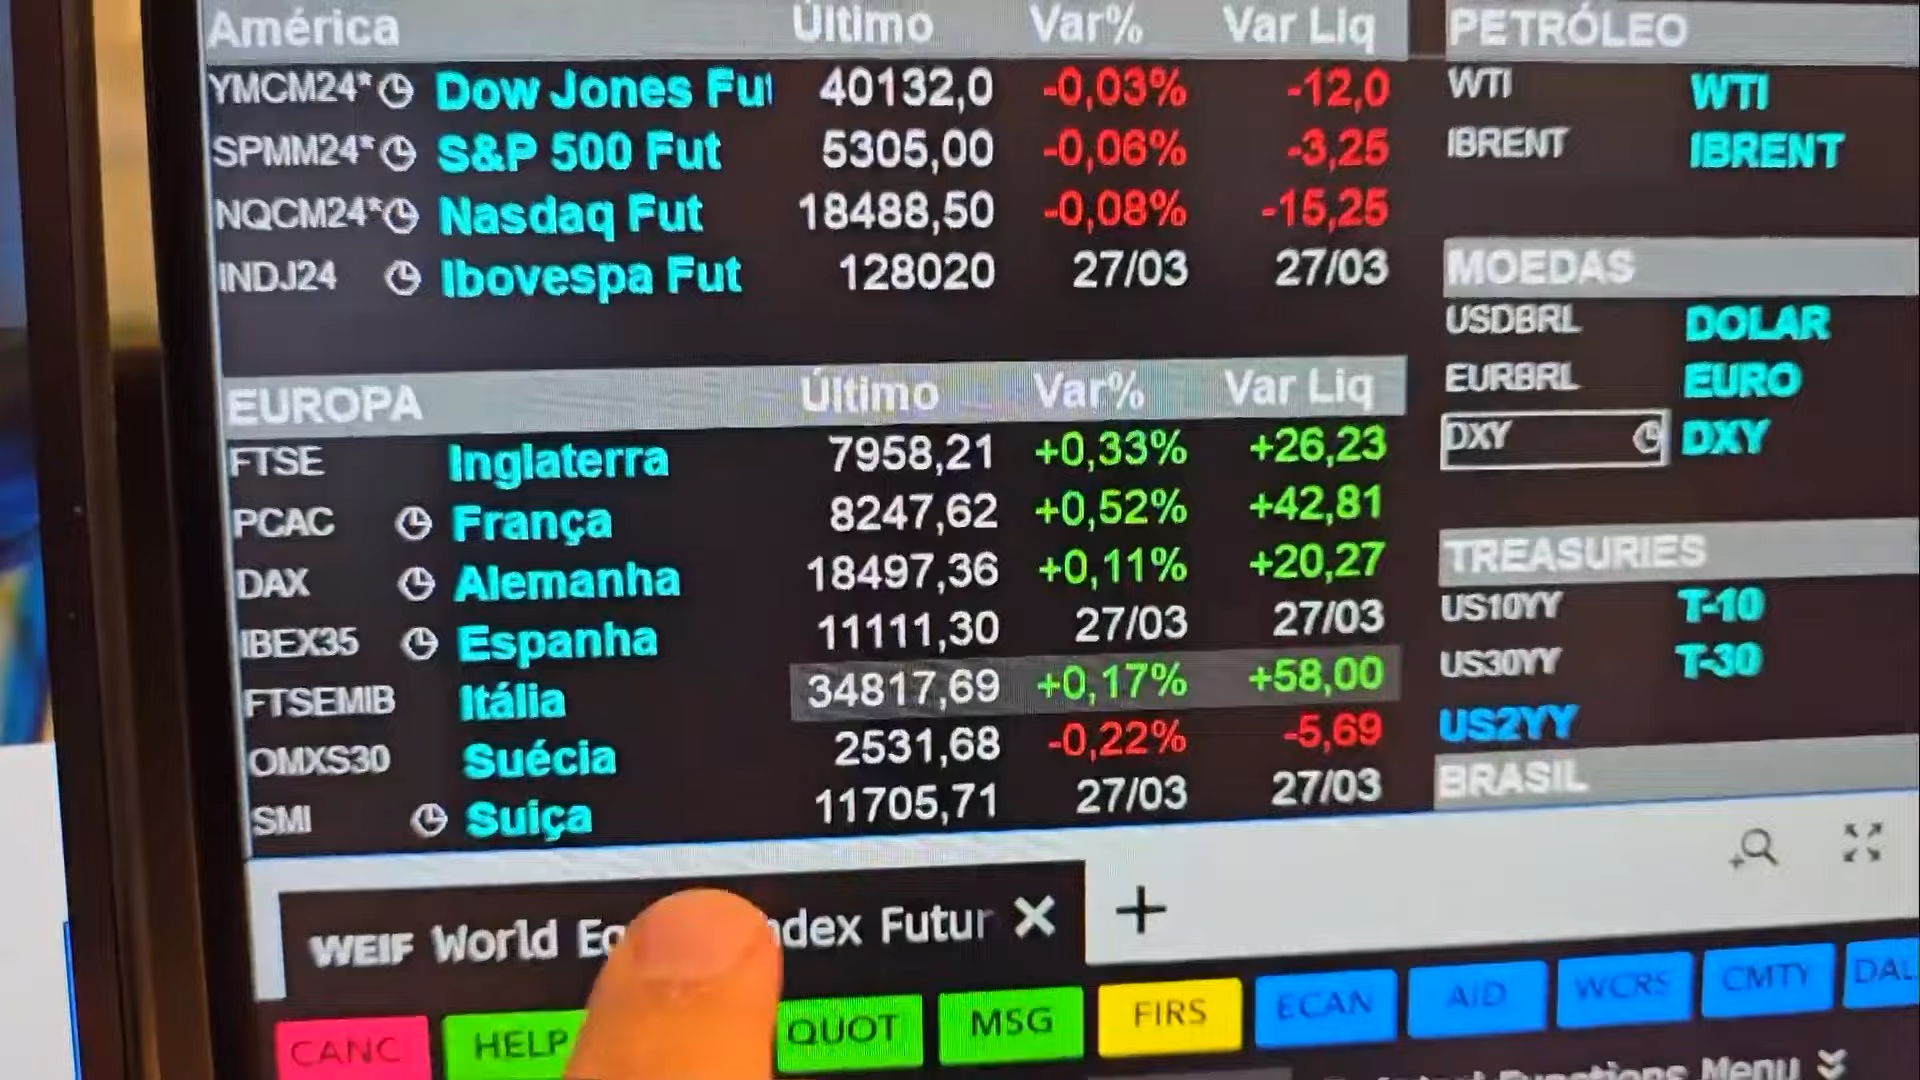 América Último Var% Var Liq
YMCM24* Dow Jones Fut 40132,0 -0,03% -12,0
SPMM24* S&P 500 Fut 5305,00 -0,06% -3,25
NQCM24* Nasdaq Fut 18488,50 -0,08% -15,25
INDJ24 Ibovespa Fut 128020 27/03 27/03
EUROPA Último Var% Var Liq
FTSE Inglaterra 7958,21 +0,33% +26,23
PCAC França 8247,62 +0,52% +42,81
DAX Alemanha 18497,36 +0,11% +20,27
IBEX35 Espanha 11111,30 27/03 27/03
FTSEMIB Itália 34817,69 +0,17% +58,00
OMXS30 Suécia 2531,68 -0,22% -5,69
SMI Suiça 11705,71 27/03 27/03
PETRÓLEO
WTI WTI
IBRENT IBRENT
MOEDAS
USDBRL DOLAR
EURBRL EURO
DXY DXY
TREASURIES
US10YY T-10
US30YY T-30
US2YY
BRASIL
WEIF World Eq ndex Futur
CANC HELP QUOT MSG FIRS ECAN AID WCRS CMTY DAL
Functions Menu